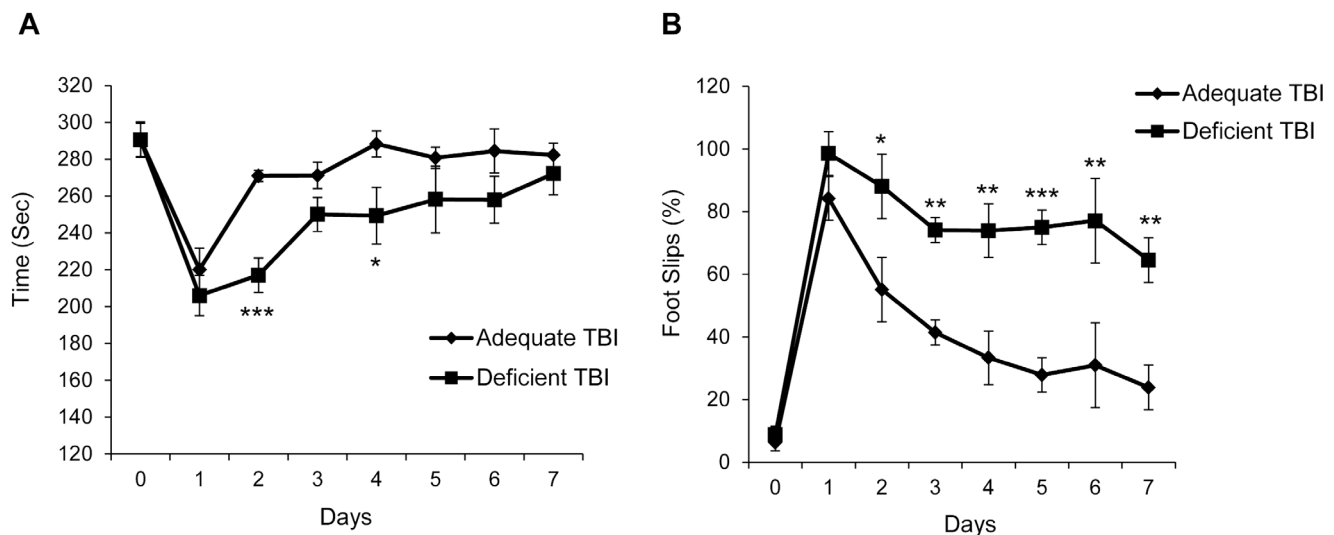 A
Time (Sec)
320
300
280
260
240
220
200
180
160
140
120
***
*
Adequate TBI
Deficient TBI
0 1 2 3 4 5 6 7
Days
B
Foot Slips (%)
120
100
80
60
40
20
0
Adequate TBI
Deficient TBI
* ** ** *** ** **
0 1 2 3 4 5 6 7
Days